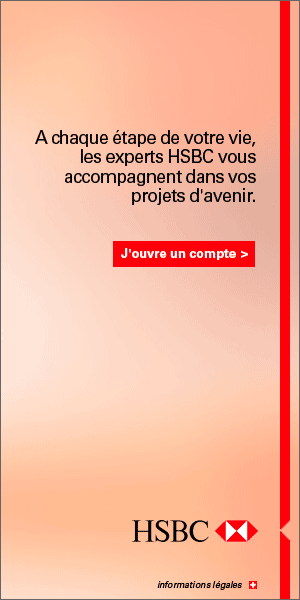 A chaque étape de votre vie,
les experts HSBC vous
accompagnent dans vos
projets d'avenir.
J'ouvre un compte >
HSBC
informations légales